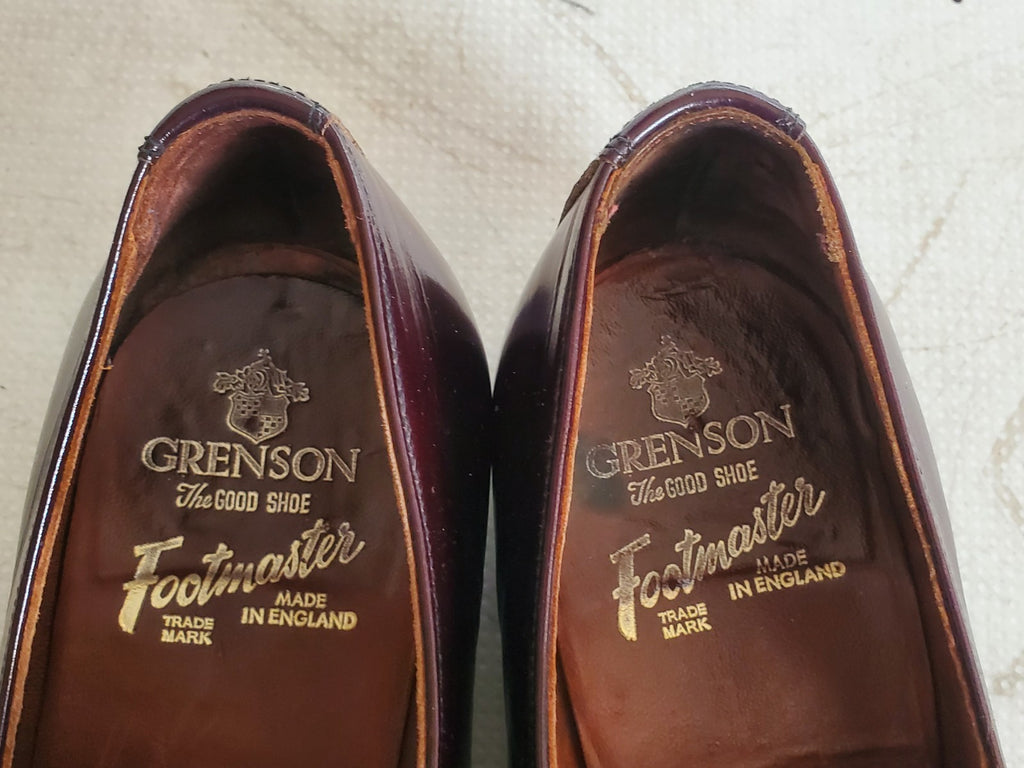 GRENSON
The GOOD SHOE
Footmaster
TRADE MARK
MADE IN ENGLAND
GRENSON
The GOOD SHOE
Footmaster
TRADE MARK
MADE IN ENGLAND